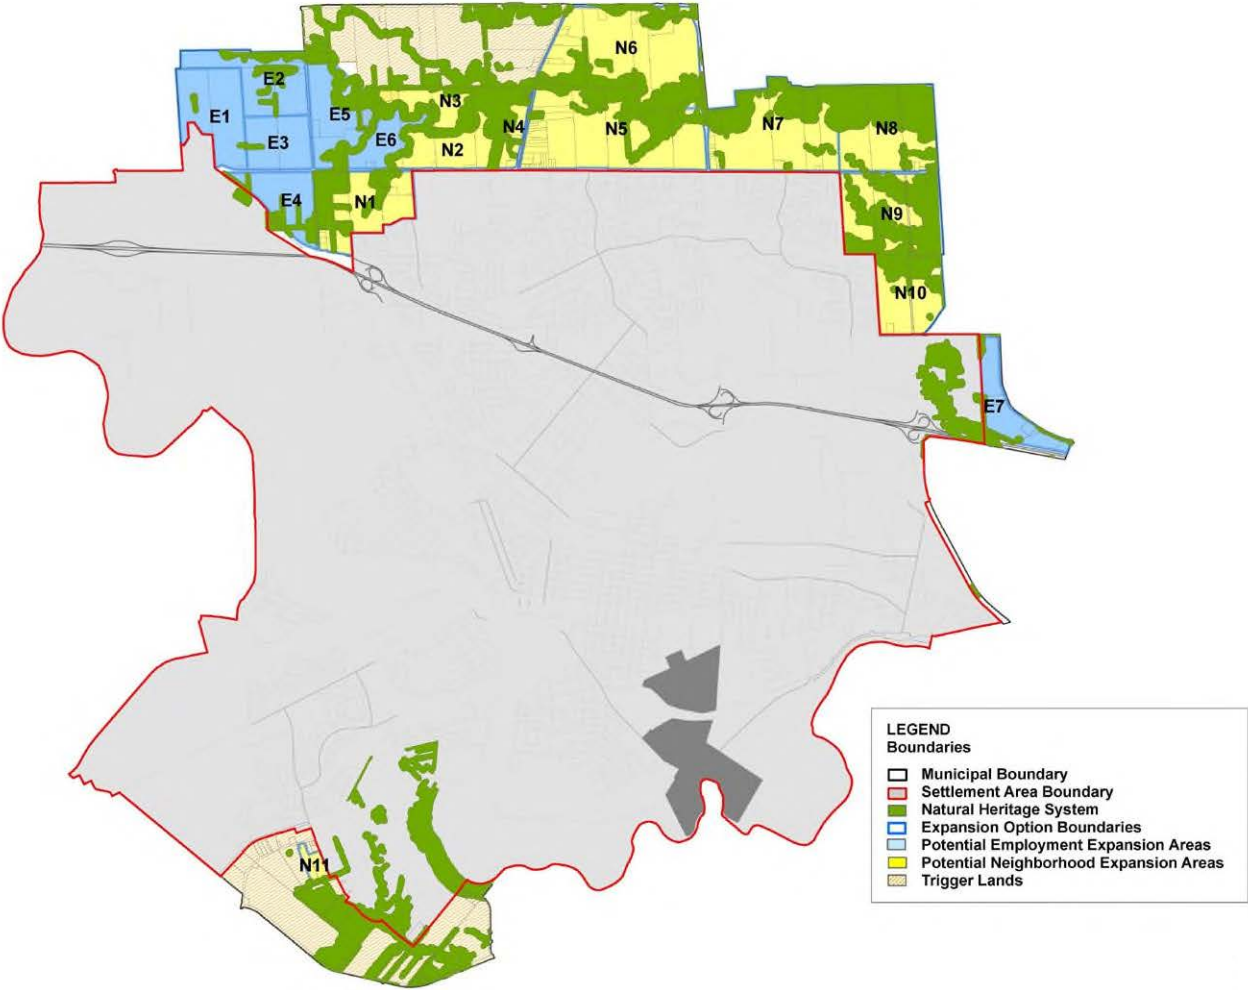 N6
E2
E1
E5
N3
E3
E6
N2
N4
N5
N7
N8
E4
N1
N9
N10
E7
N11
LEGEND
Boundaries
Municipal Boundary
Settlement Area Boundary
Natural Heritage System
Expansion Option Boundaries
Potential Employment Expansion Areas
Potential Neighborhood Expansion Areas
Trigger Lands